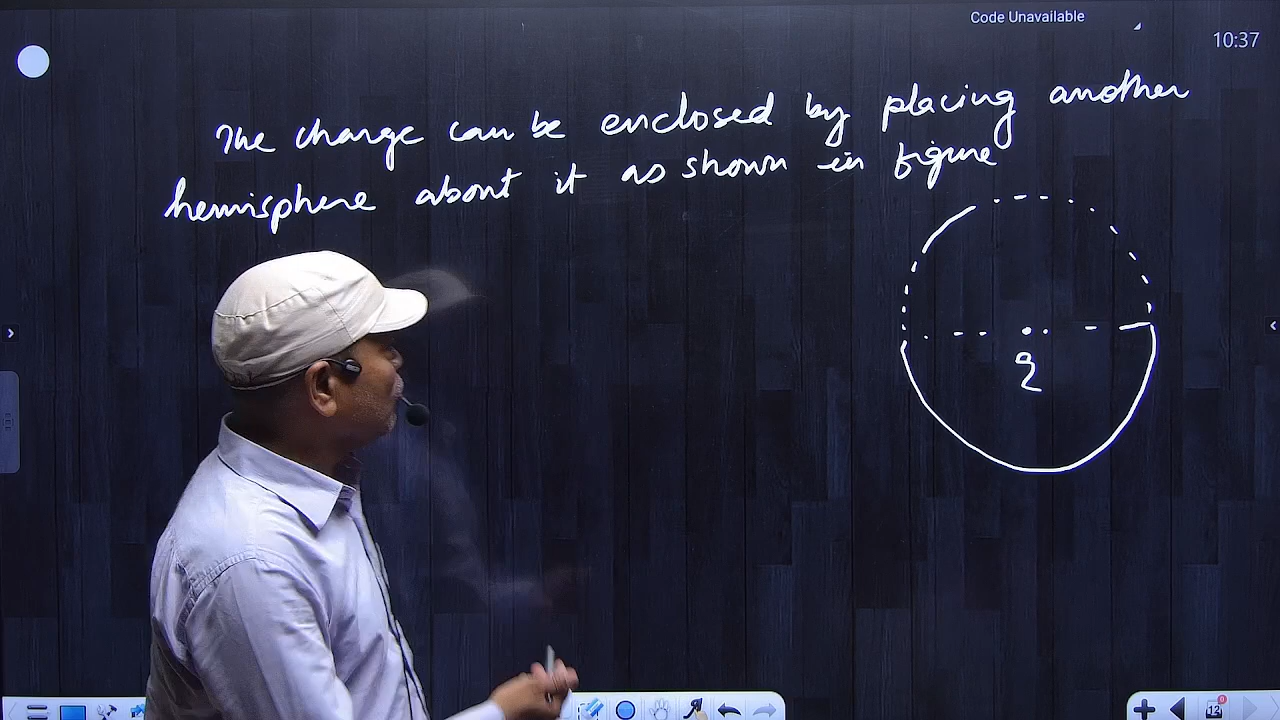 Code Unavailable
10:37
The charge can be enclosed by placing another
hemisphere about it as shown in figure
q
12